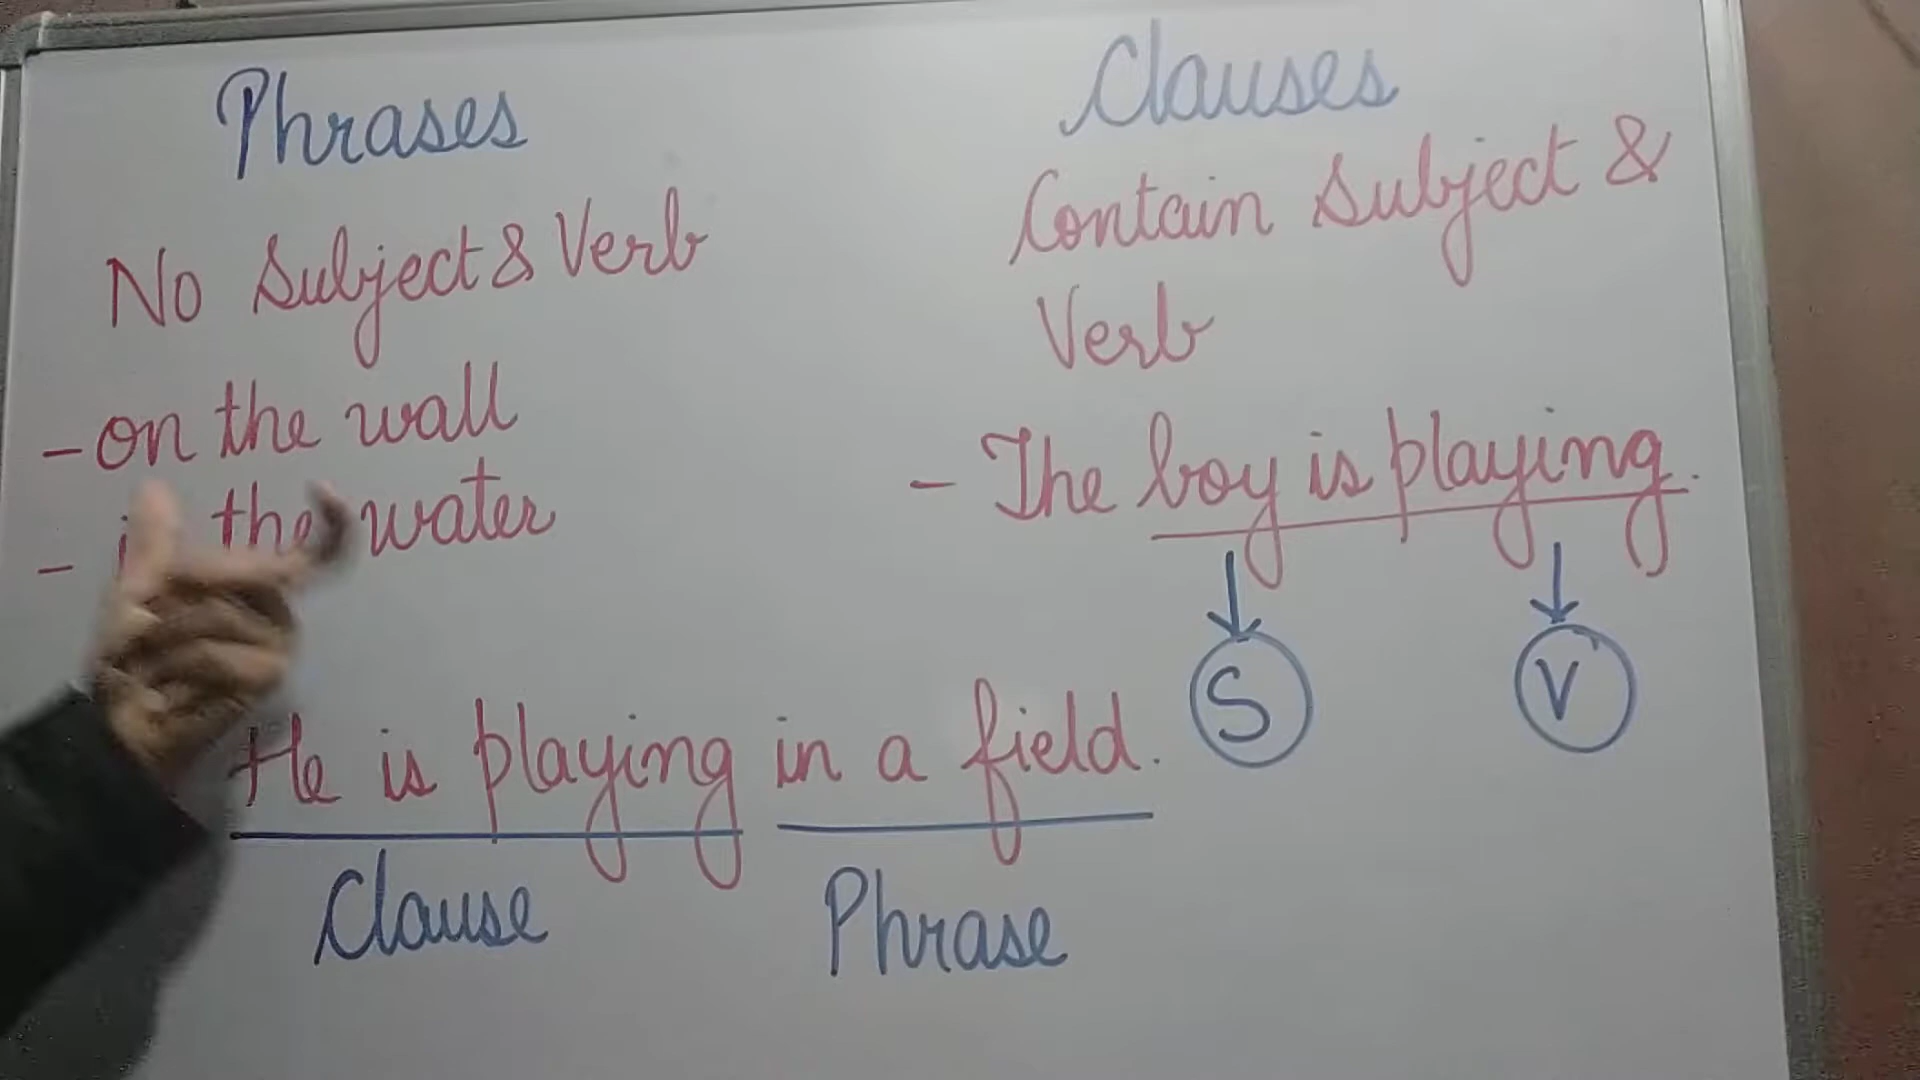 Phrases
No Subject & Verb
- on the wall
- the water
Clauses
Contain Subject &
Verb
- The boy is playing.
S V
He is playing in a field.
Clause Phrase